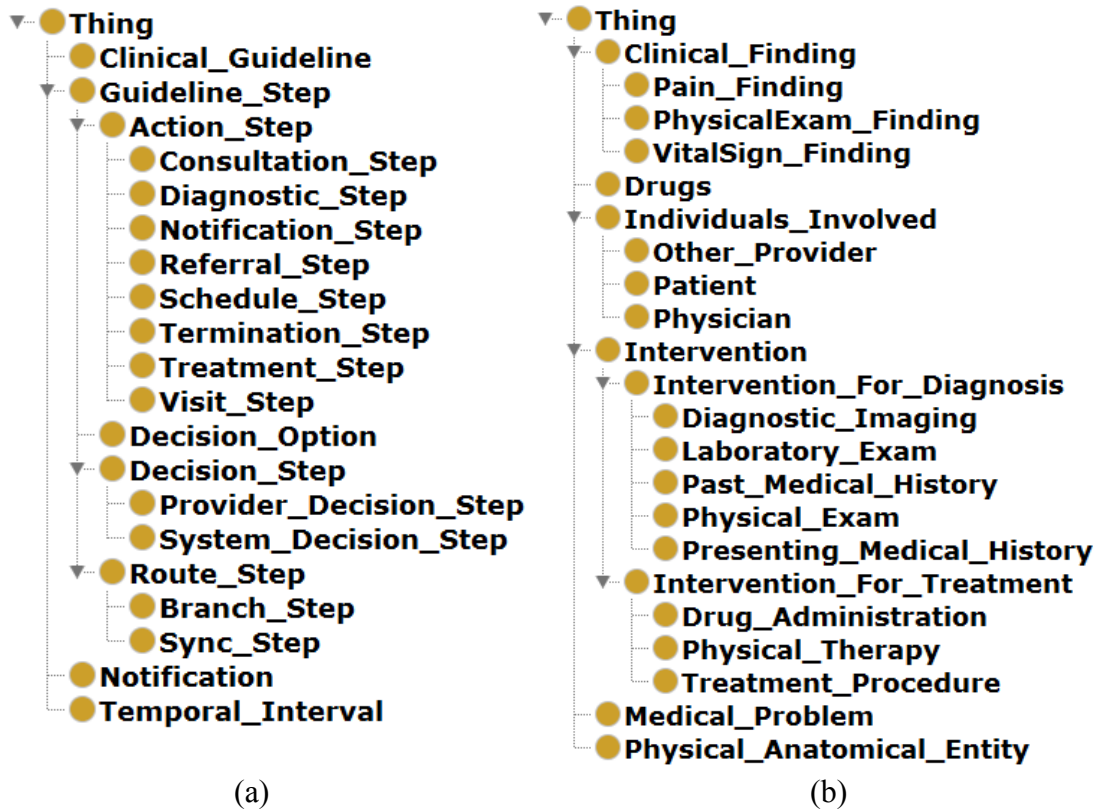 Thing
Clinical_Guideline
Guideline_Step
Action_Step
Consultation_Step
Diagnostic_Step
Notification_Step
Referral_Step
Schedule_Step
Termination_Step
Treatment_Step
Visit_Step
Decision_Option
Decision_Step
Provider_Decision_Step
System_Decision_Step
Route_Step
Branch_Step
Sync_Step
Notification
Temporal_Interval
(a)
Thing
Clinical_Finding
Pain_Finding
PhysicalExam_Finding
VitalSign_Finding
Drugs
Individuals_Involved
Other_Provider
Patient
Physician
Intervention
Intervention_For_Diagnosis
Diagnostic_Imaging
Laboratory_Exam
Past_Medical_History
Physical_Exam
Presenting_Medical_History
Intervention_For_Treatment
Drug_Administration
Physical_Therapy
Treatment_Procedure
Medical_Problem
Physical_Anatomical_Entity
(b)